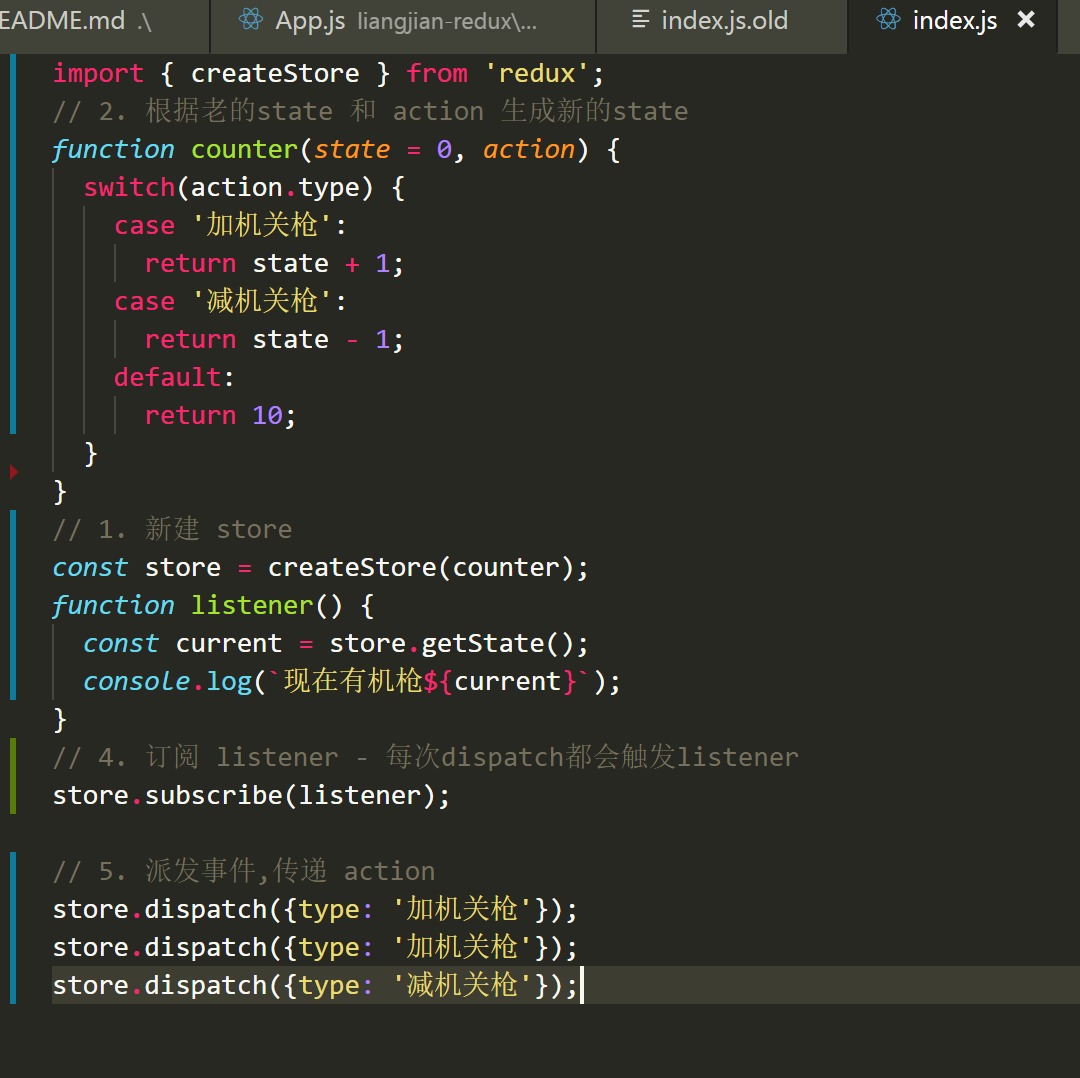 EADME.md .\ App.js liangjian-redux\... index.js.old index.js ×
import { createStore } from 'redux';
// 2. 根据老的state 和 action 生成新的state
function counter(state = 0, action) {
  switch(action.type) {
    case '加机关枪':
      return state + 1;
    case '减机关枪':
      return state - 1;
    default:
      return 10;
  }
}
// 1. 新建 store
const store = createStore(counter);
function listener() {
  const current = store.getState();
  console.log(`现在有机枪${current}`);
}
// 4. 订阅 listener - 每次dispatch都会触发listener
store.subscribe(listener);

// 5. 派发事件,传递 action
store.dispatch({type: '加机关枪'});
store.dispatch({type: '加机关枪'});
store.dispatch({type: '减机关枪'});